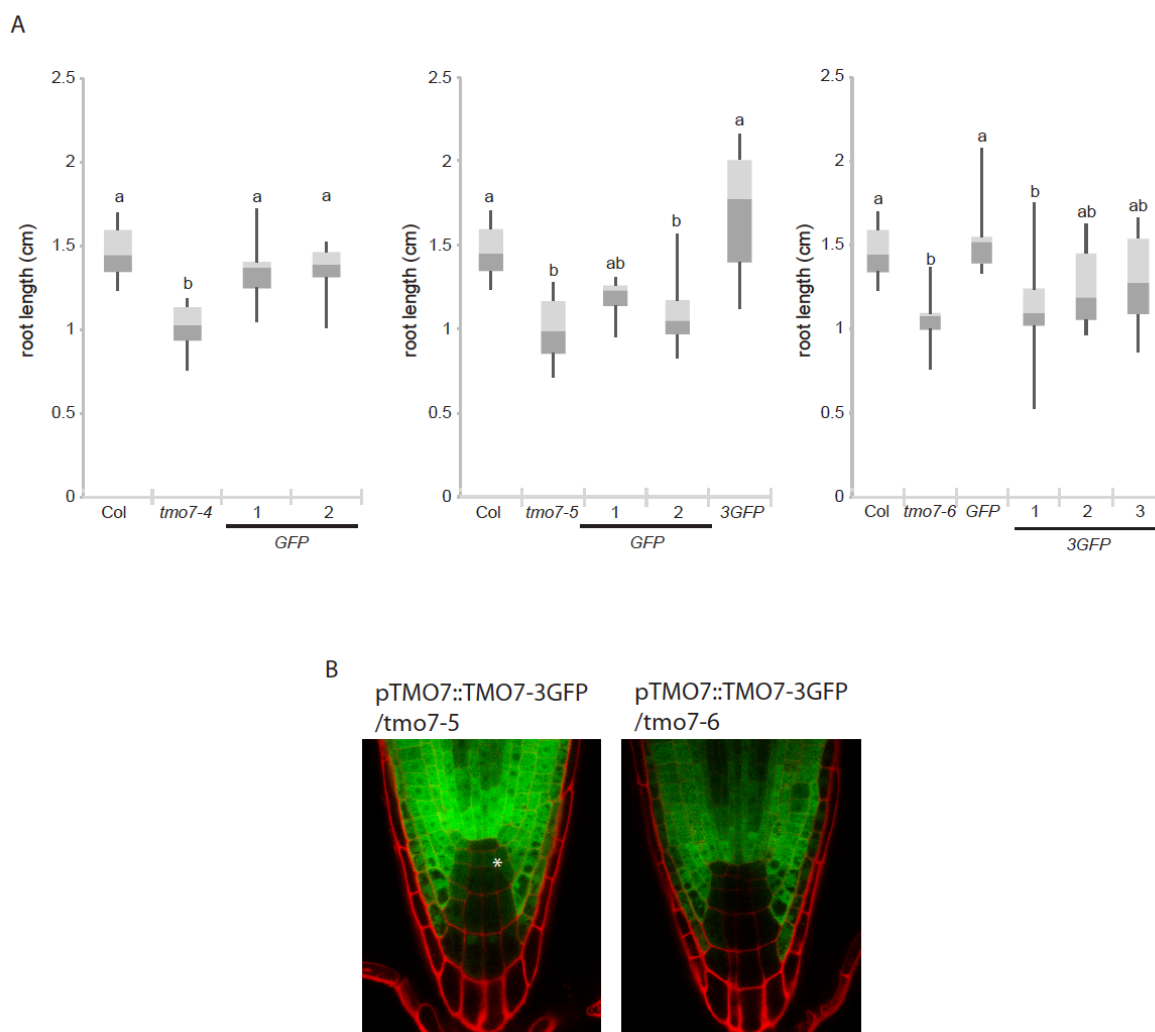 A
2.5
2
1.5
1
0.5
0
root length (cm)
a
b
a
a
Col
tmo7-4
1
2
GFP
2.5
2
1.5
1
0.5
0
root length (cm)
a
b
ab
b
a
Col
tmo7-5
1
2
3GFP
GFP
2.5
2
1.5
1
0.5
0
root length (cm)
a
b
a
b
ab
ab
Col
tmo7-6
GFP
1
2
3
3GFP
B
pTMO7::TMO7-3GFP
/tmo7-5
*
pTMO7::TMO7-3GFP
/tmo7-6